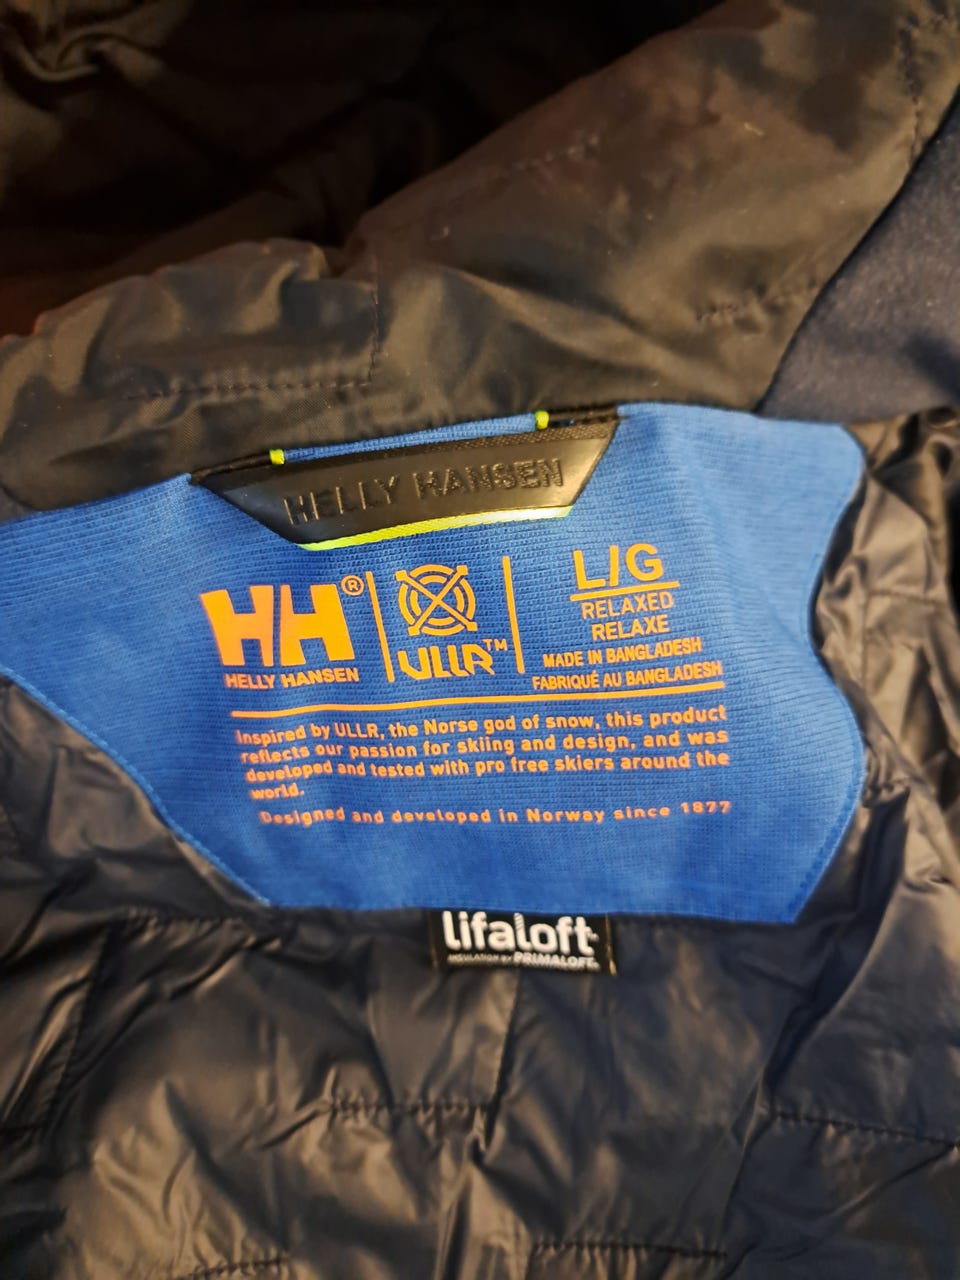 HELLY HANSEN
HH®
HELLY HANSEN
ULLR™
L/G
RELAXED
RELAXE
MADE IN BANGLADESH
FABRIQUÉ AU BANGLADESH
Inspired by ULLR, the Norse god of snow, this product
reflects our passion for skiing and design, and was
developed and tested with pro free skiers around the
world.
Designed and developed in Norway since 1877
lifaloft
INSULATION BY PRIMALOFT